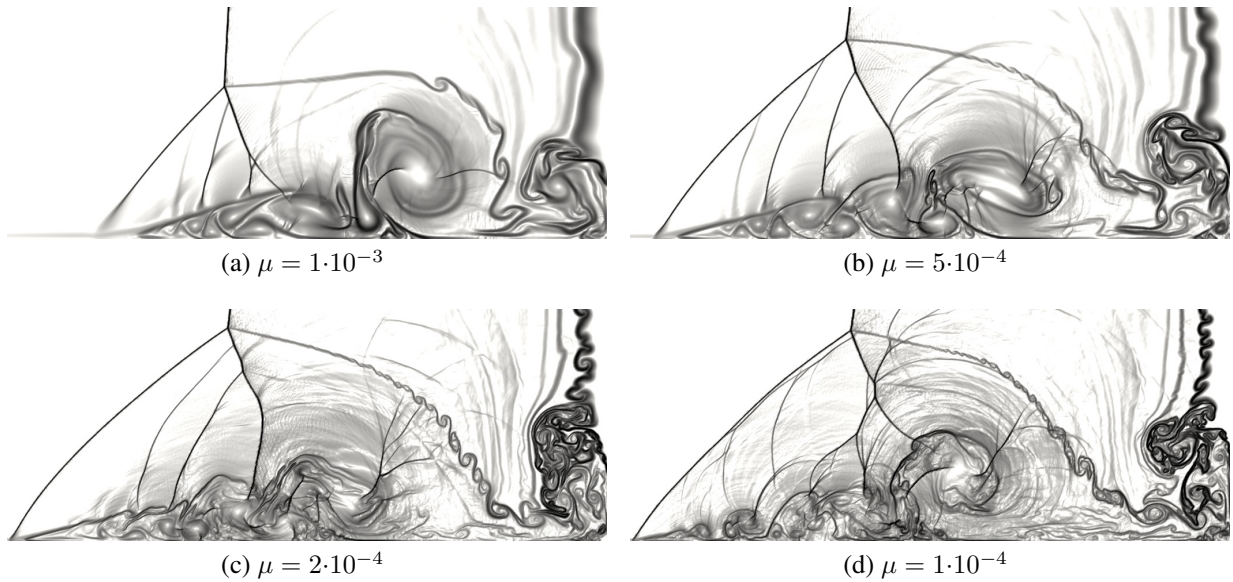 (a) μ = 1·10⁻³
(b) μ = 5·10⁻⁴
(c) μ = 2·10⁻⁴
(d) μ = 1·10⁻⁴